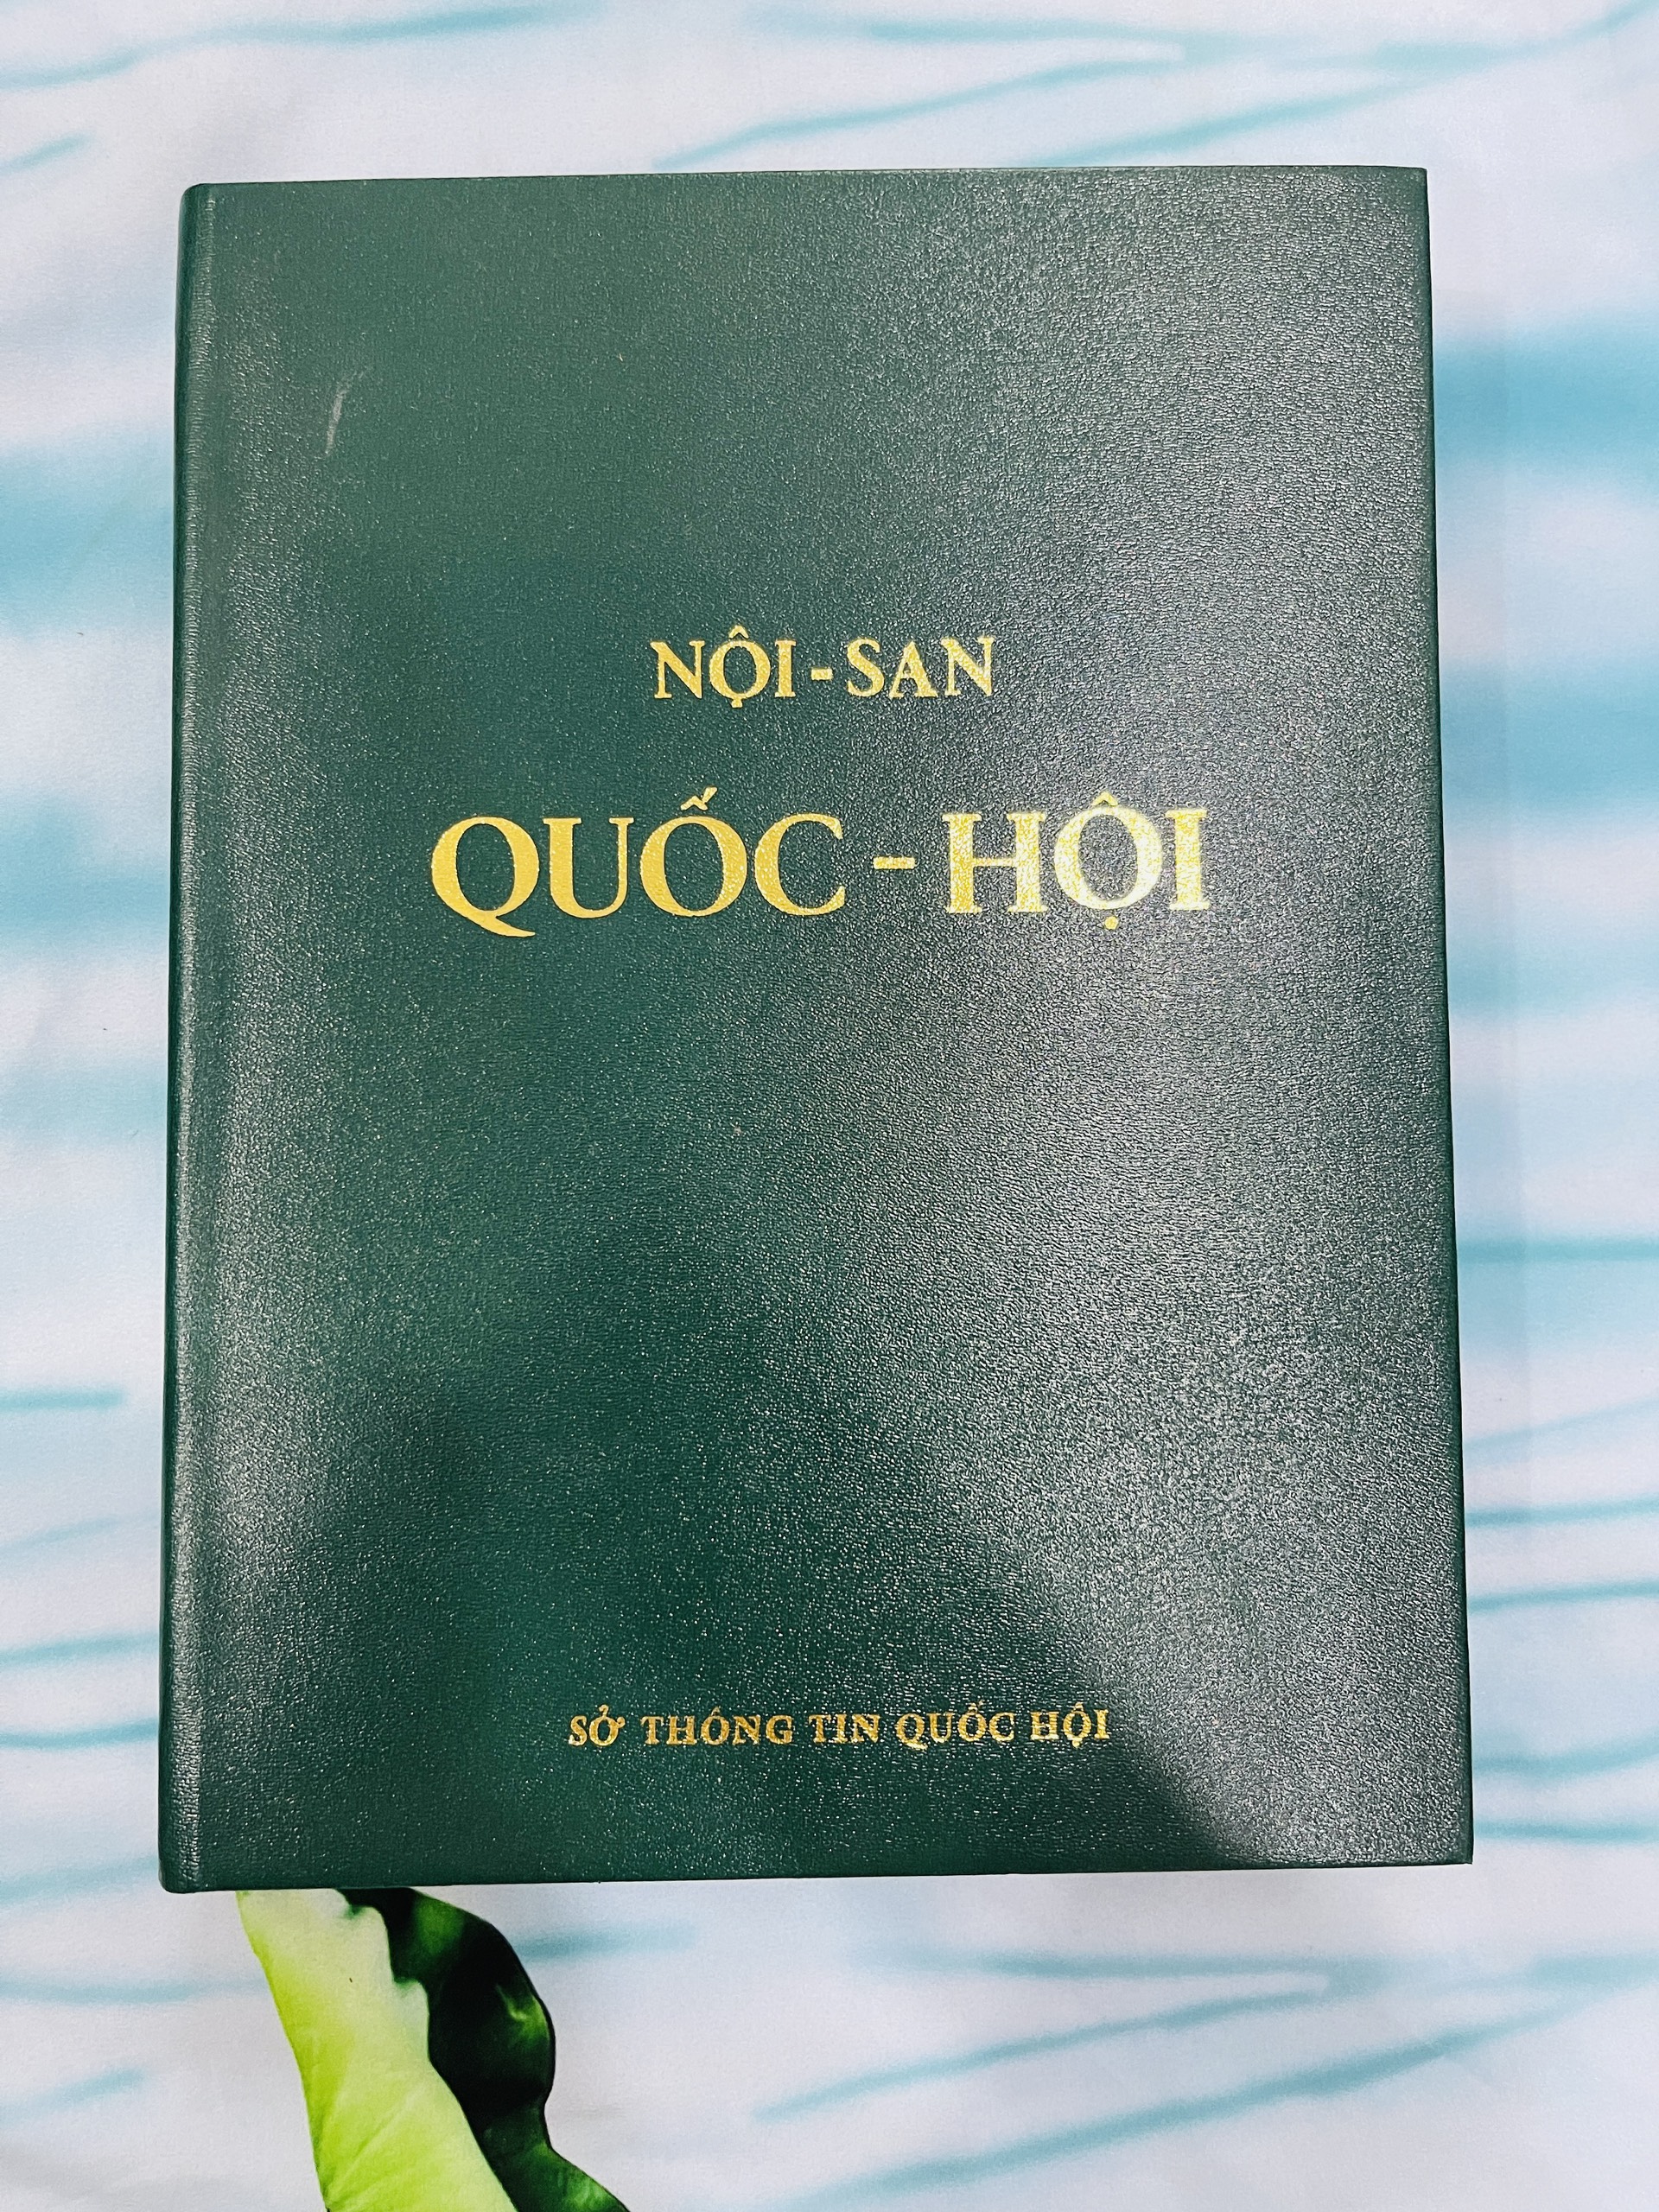 NỘI-SAN
QUỐC-HỘI
SỞ THÔNG TIN QUỐC HỘI